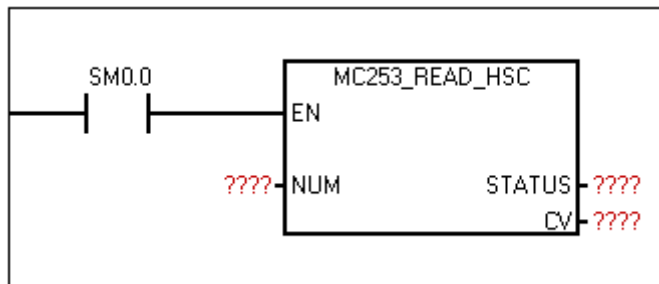 SM0.0
MC253_READ_HSC
EN
???? NUM STATUS ????
CV ????